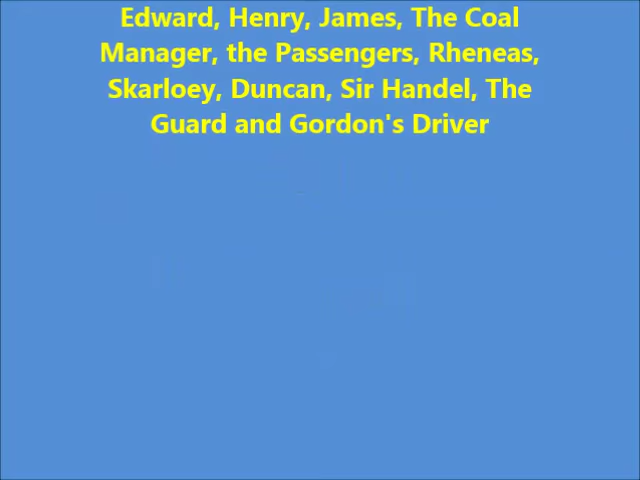 Edward, Henry, James, The Coal
Manager, the Passengers, Rheneas,
Skarloey, Duncan, Sir Handel, The
Guard and Gordon's Driver